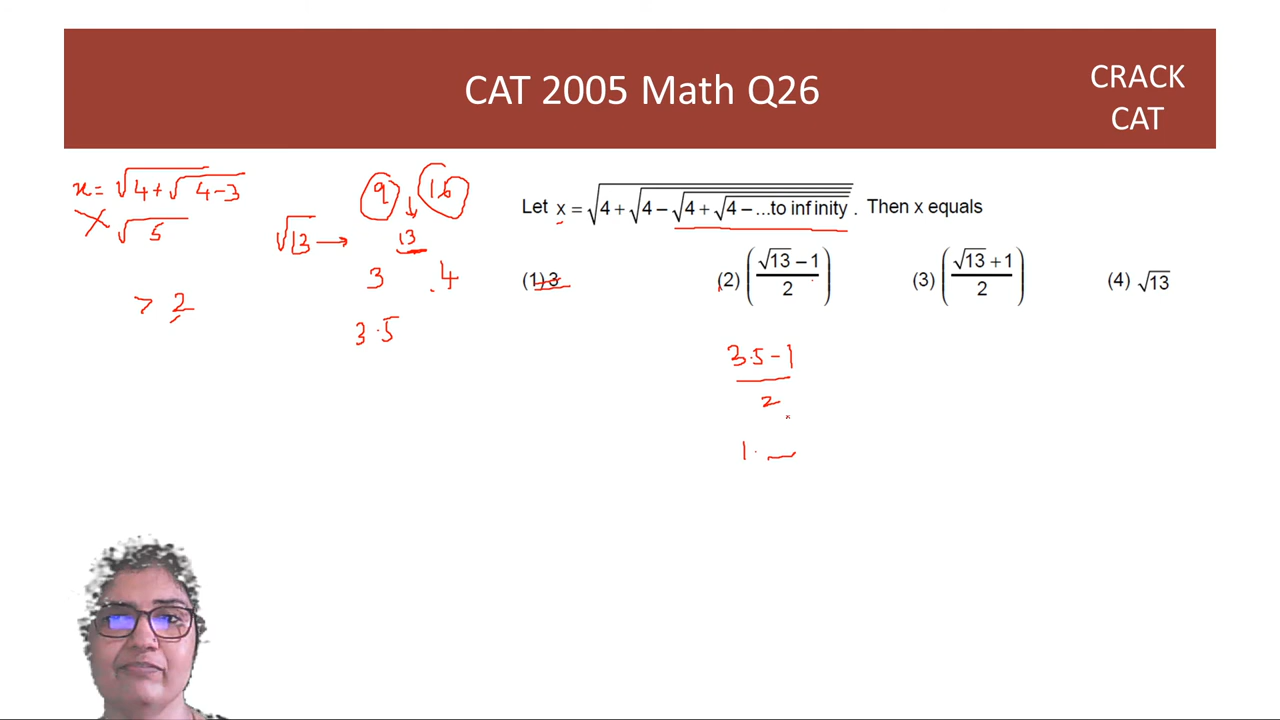 CAT 2005 Math Q26
CRACK
CAT
x = √4+√4-3
√5
> 2
9 16
√13 → 13
3 4
3.5
Let x = √4+√4−√4+√4−...to infinity . Then x equals
(1) 3 (2) (√13 −1 / 2) (3) (√13 +1 / 2) (4) √13
3.5-1
2
1.